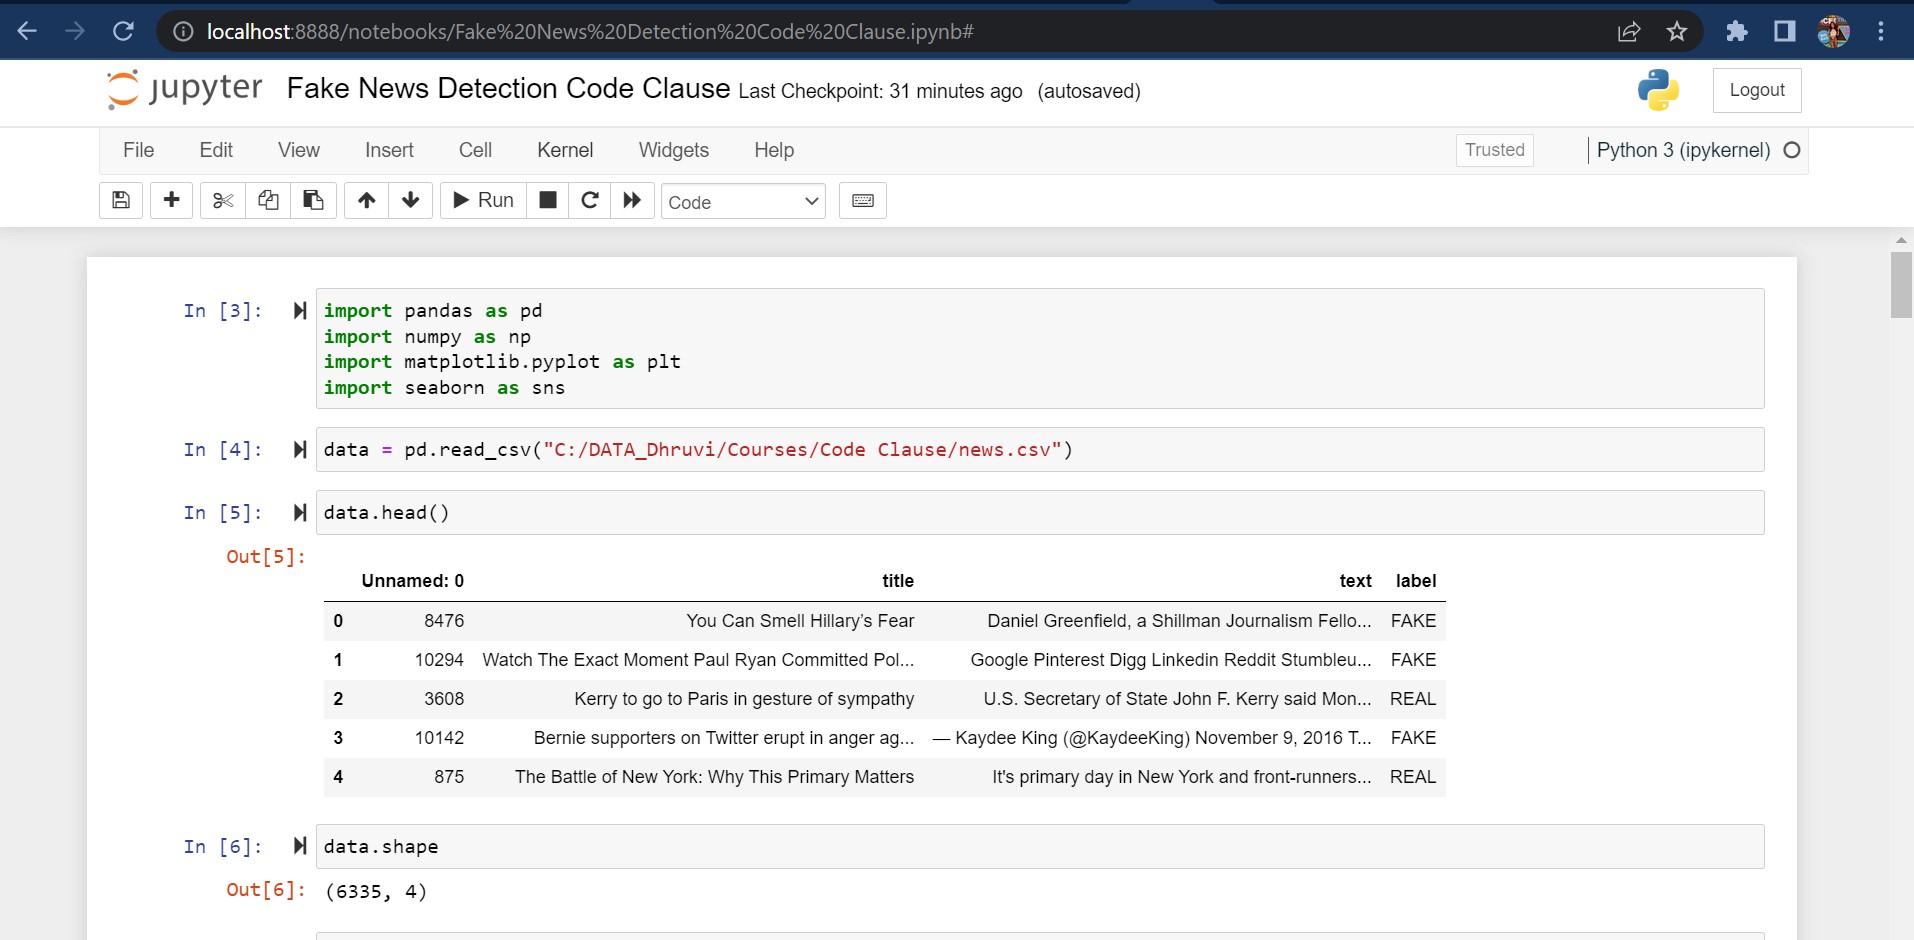 localhost:8888/notebooks/Fake%20News%20Detection%20Code%20Clause.ipynb#
jupyter Fake News Detection Code Clause Last Checkpoint: 31 minutes ago (autosaved) Logout
File Edit View Insert Cell Kernel Widgets Help Trusted Python 3 (ipykernel)
Run Code
In [3]: import pandas as pd
import numpy as np
import matplotlib.pyplot as plt
import seaborn as sns
In [4]: data = pd.read_csv("C:/DATA_Dhruvi/Courses/Code Clause/news.csv")
In [5]: data.head()
Out[5]:
Unnamed: 0 title text label
0 8476 You Can Smell Hillary’s Fear Daniel Greenfield, a Shillman Journalism Fello... FAKE
1 10294 Watch The Exact Moment Paul Ryan Committed Pol... Google Pinterest Digg Linkedin Reddit Stumbleu... FAKE
2 3608 Kerry to go to Paris in gesture of sympathy U.S. Secretary of State John F. Kerry said Mon... REAL
3 10142 Bernie supporters on Twitter erupt in anger ag... — Kaydee King (@KaydeeKing) November 9, 2016 T... FAKE
4 875 The Battle of New York: Why This Primary Matters It's primary day in New York and front-runners... REAL
In [6]: data.shape
Out[6]: (6335, 4)